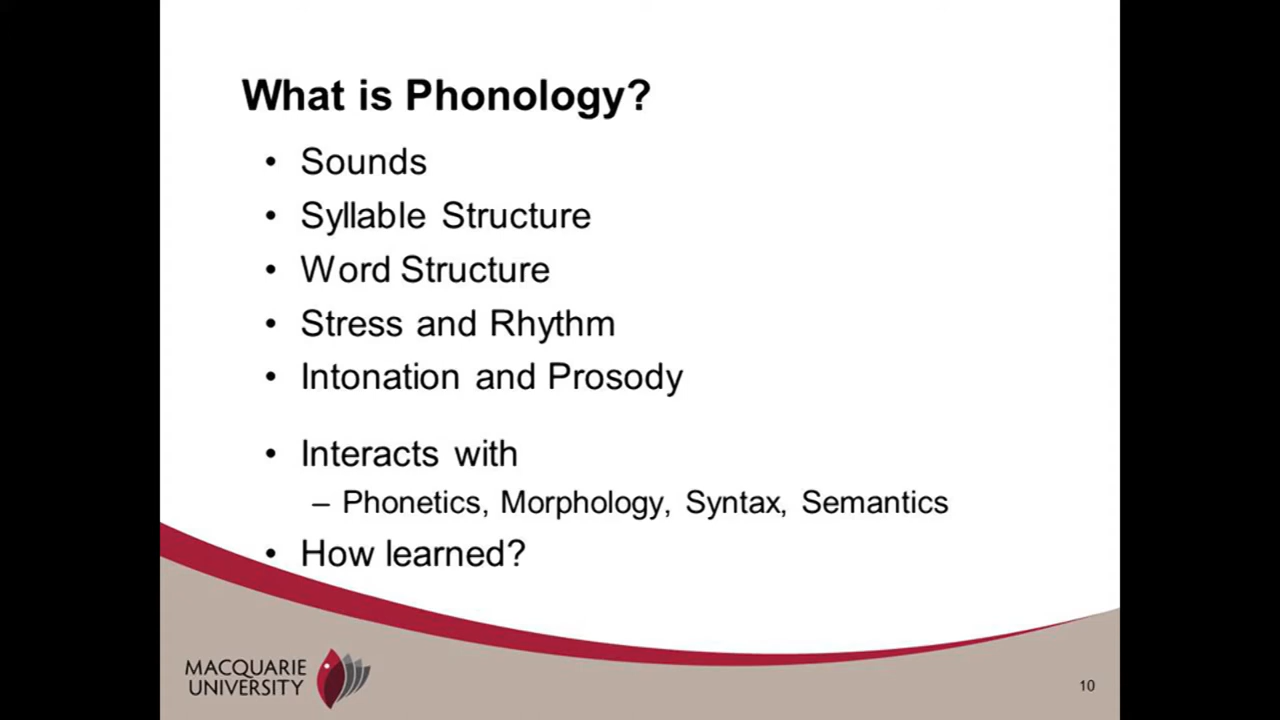 What is Phonology?
• Sounds
• Syllable Structure
• Word Structure
• Stress and Rhythm
• Intonation and Prosody
• Interacts with
– Phonetics, Morphology, Syntax, Semantics
• How learned?
MACQUARIE
UNIVERSITY
10